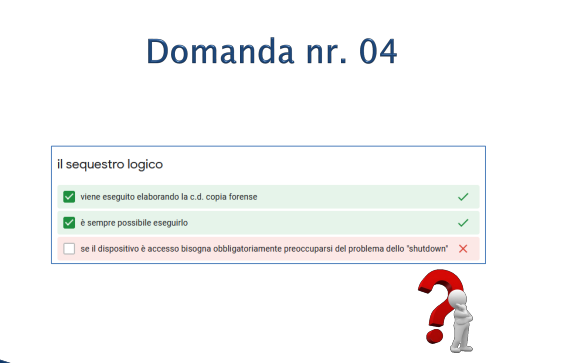 Domanda nr. 04
il sequestro logico
viene eseguito elaborando la c.d. copia forense
è sempre possibile eseguirlo
se il dispositivo è accesso bisogna obbligatoriamente preoccuparsi del problema dello "shutdown"